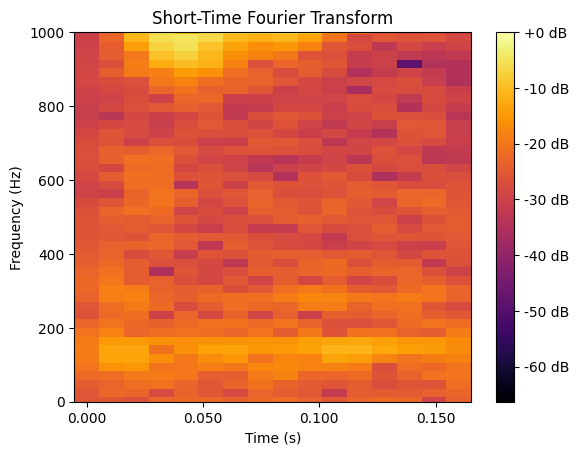 Short-Time Fourier Transform
Frequency (Hz)
1000
800
600
400
200
0
0.000
0.050
0.100
0.150
Time (s)
+0 dB
-10 dB
-20 dB
-30 dB
-40 dB
-50 dB
-60 dB